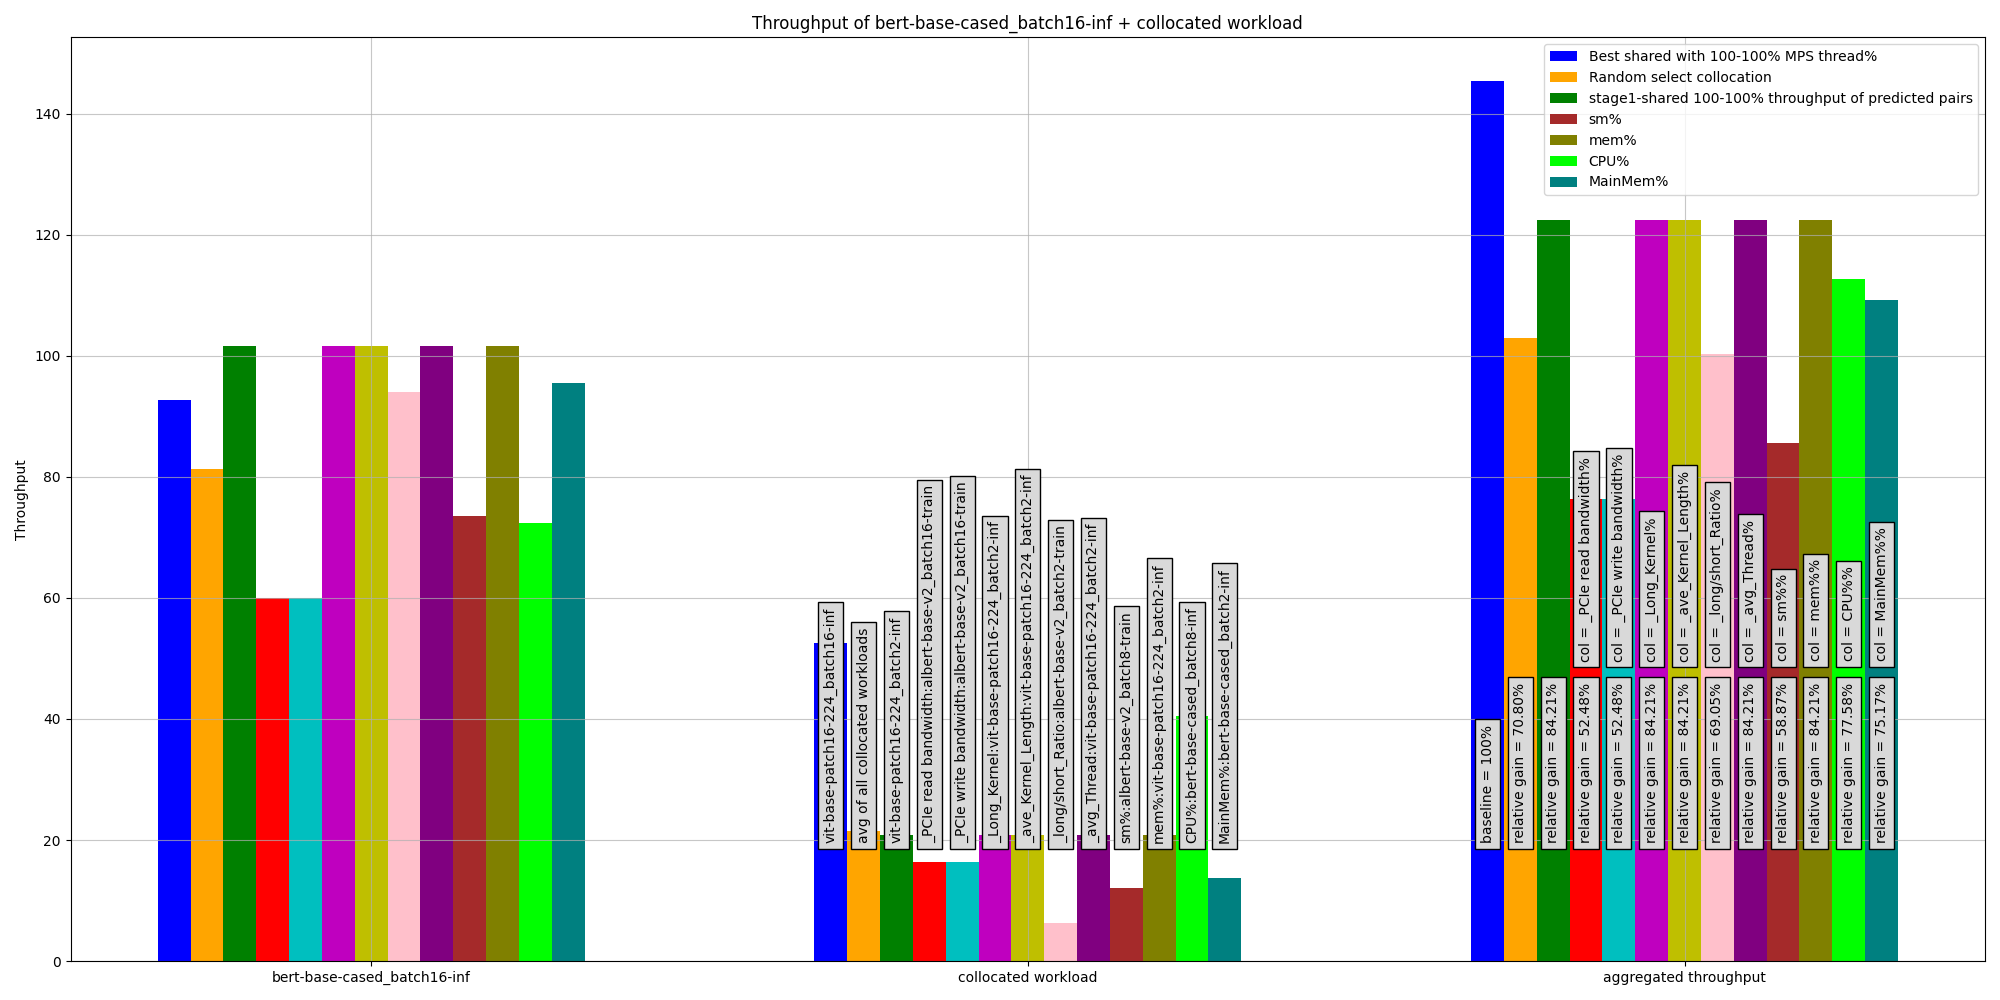 Throughput of bert-base-cased_batch16-inf + collocated workload
Best shared with 100-100% MPS thread%
Random select collocation
stage1-shared 100-100% throughput of predicted pairs
sm%
mem%
CPU%
MainMem%
Throughput
140
120
100
80
60
40
20
0
vit-base-patch16-224_batch16-inf
avg of all collocated workloads
vit-base-patch16-224_batch2-inf
_PCIe read bandwidth:albert-base-v2_batch16-train
_PCIe write bandwidth:albert-base-v2_batch16-train
_Long_Kernel:vit-base-patch16-224_batch2-inf
_ave_Kernel_Length:vit-base-patch16-224_batch2-inf
_long/short_Ratio:albert-base-v2_batch2-train
_avg_Thread:vit-base-patch16-224_batch2-inf
sm%:albert-base-v2_batch8-train
mem%:vit-base-patch16-224_batch2-inf
CPU%:bert-base-cased_batch8-inf
MainMem%:bert-base-cased_batch2-inf
col = _PCIe read bandwidth%
col = _PCIe write bandwidth%
col = _Long_Kernel%
col = _ave_Kernel_Length%
col = _long/short_Ratio%
col = _avg_Thread%
col = sm%%
col = mem%%
col = CPU%%
col = MainMem%%
baseline = 100%
relative gain = 70.80%
relative gain = 84.21%
relative gain = 52.48%
relative gain = 52.48%
relative gain = 84.21%
relative gain = 84.21%
relative gain = 69.05%
relative gain = 84.21%
relative gain = 58.87%
relative gain = 84.21%
relative gain = 77.58%
relative gain = 75.17%
bert-base-cased_batch16-inf
collocated workload
aggregated throughput